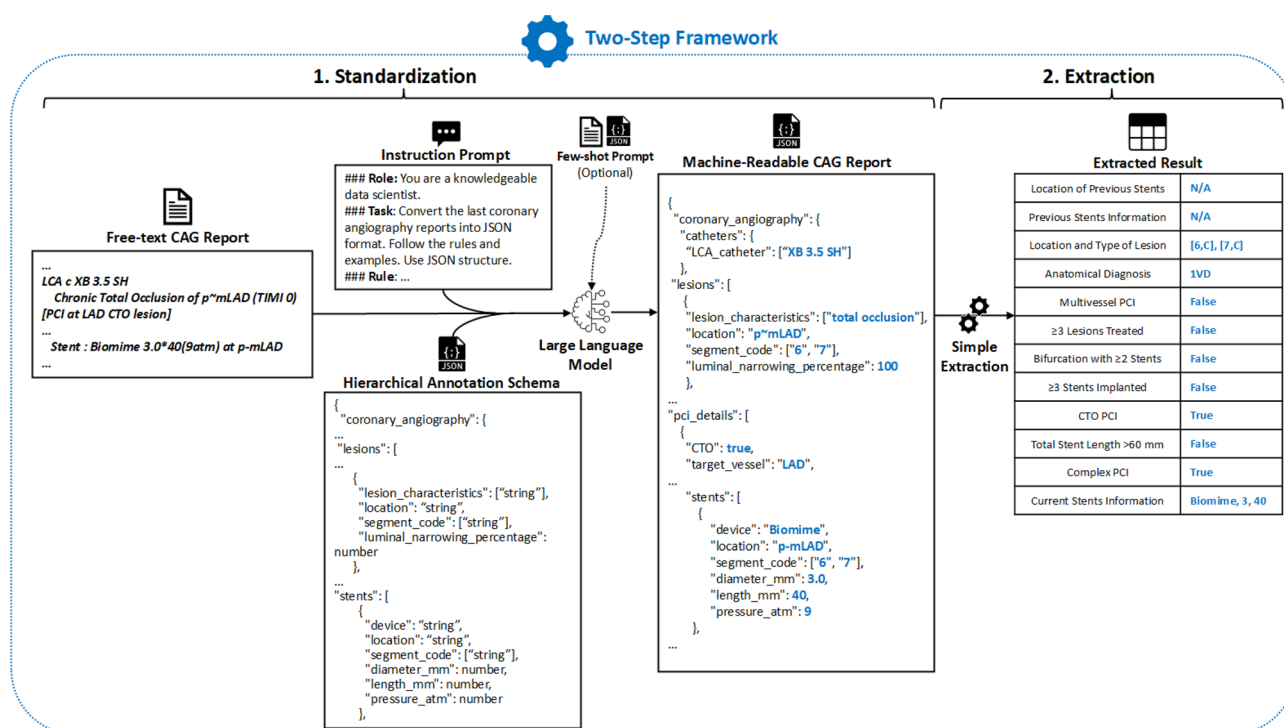 Two-Step Framework
1. Standardization
Free-text CAG Report
...
LCA c XB 3.5 SH
Chronic Total Occlusion of p~mLAD (TIMI 0)
[PCI at LAD CTO lesion]
...
Stent : Biomime 3.0*40(9atm) at p-mLAD
...
Instruction Prompt
### Role: You are a knowledgeable
data scientist.
### Task: Convert the last coronary
angiography reports into JSON
format. Follow the rules and
examples. Use JSON structure.
### Rule: ...
JSON
Hierarchical Annotation Schema
{
"coronary_angiography": {
...
"lesions": [
...
{
"lesion_characteristics": ["string"],
"location": "string",
"segment_code": ["string"],
"luminal_narrowing_percentage":
number
},
...
"stents": [
{
"device": "string",
"location": "string",
"segment_code": ["string"],
"diameter_mm": number,
"length_mm": number,
"pressure_atm": number
},
{:}
JSON
Few-shot Prompt
(Optional)
Large Language
Model
{:}
JSON
Machine-Readable CAG Report
{
"coronary_angiography": {
"catheters": {
"LCA_catheter": ["XB 3.5 SH"]
},
"lesions": [
{
"lesion_characteristics": ["total occlusion"],
"location": "p~mLAD",
"segment_code": ["6", "7"],
"luminal_narrowing_percentage": 100
},
...
"pci_details": [
{
"CTO": true,
"target_vessel": "LAD",
...
"stents": [
{
"device": "Biomime",
"location": "p-mLAD",
"segment_code": ["6", "7"],
"diameter_mm": 3.0,
"length_mm": 40,
"pressure_atm": 9
},
...
2. Extraction
Simple
Extraction
Extracted Result
Location of Previous Stents N/A
Previous Stents Information N/A
Location and Type of Lesion [6,C], [7,C]
Anatomical Diagnosis 1VD
Multivessel PCI False
≥3 Lesions Treated False
Bifurcation with ≥2 Stents False
≥3 Stents Implanted False
CTO PCI True
Total Stent Length >60 mm False
Complex PCI True
Current Stents Information Biomime, 3, 40